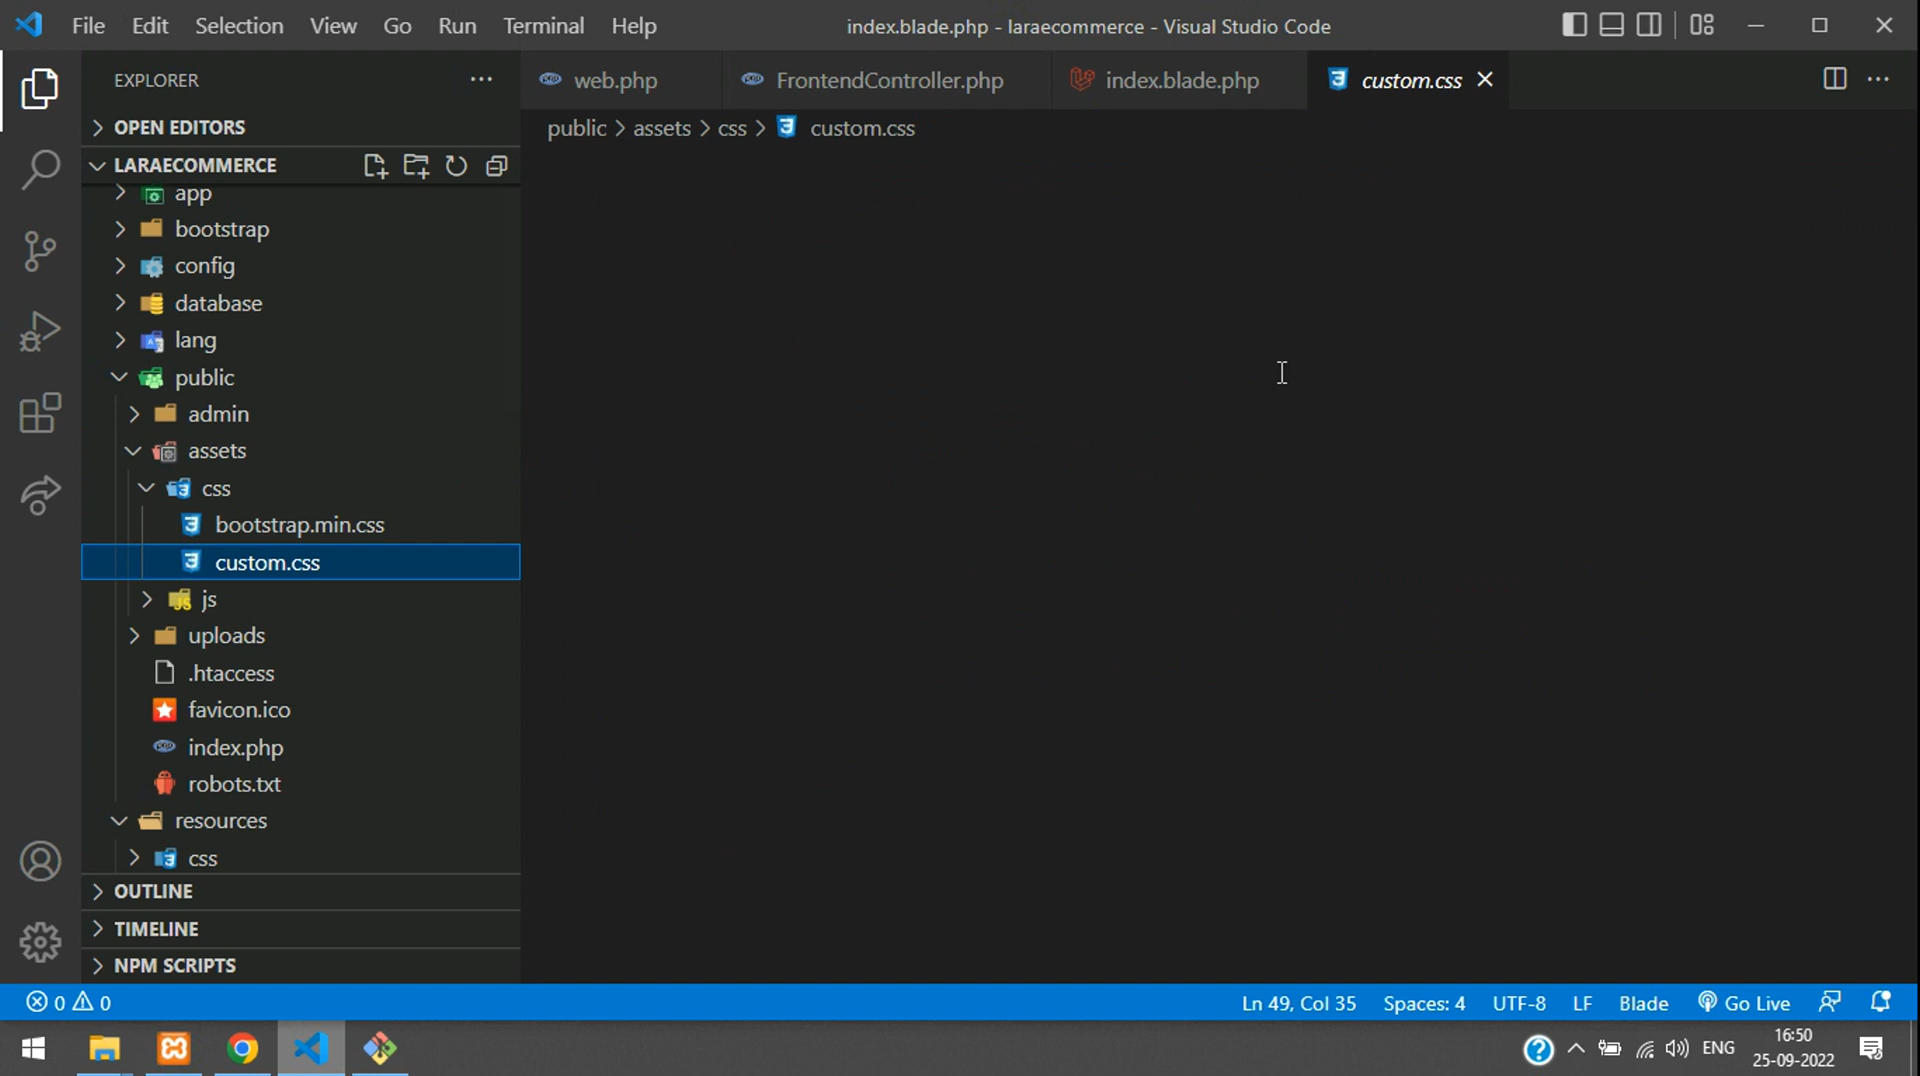 File Edit Selection View Go Run Terminal Help
index.blade.php - laraecommerce - Visual Studio Code
EXPLORER
web.php
FrontendController.php
index.blade.php
custom.css
OPEN EDITORS
public > assets > css > custom.css
LARAECOMMERCE
app
bootstrap
config
database
lang
public
admin
assets
css
bootstrap.min.css
custom.css
js
uploads
.htaccess
favicon.ico
index.php
robots.txt
resources
css
OUTLINE
TIMELINE
NPM SCRIPTS
0 0
Ln 49, Col 35 Spaces: 4 UTF-8 LF Blade Go Live
ENG
16:50
25-09-2022